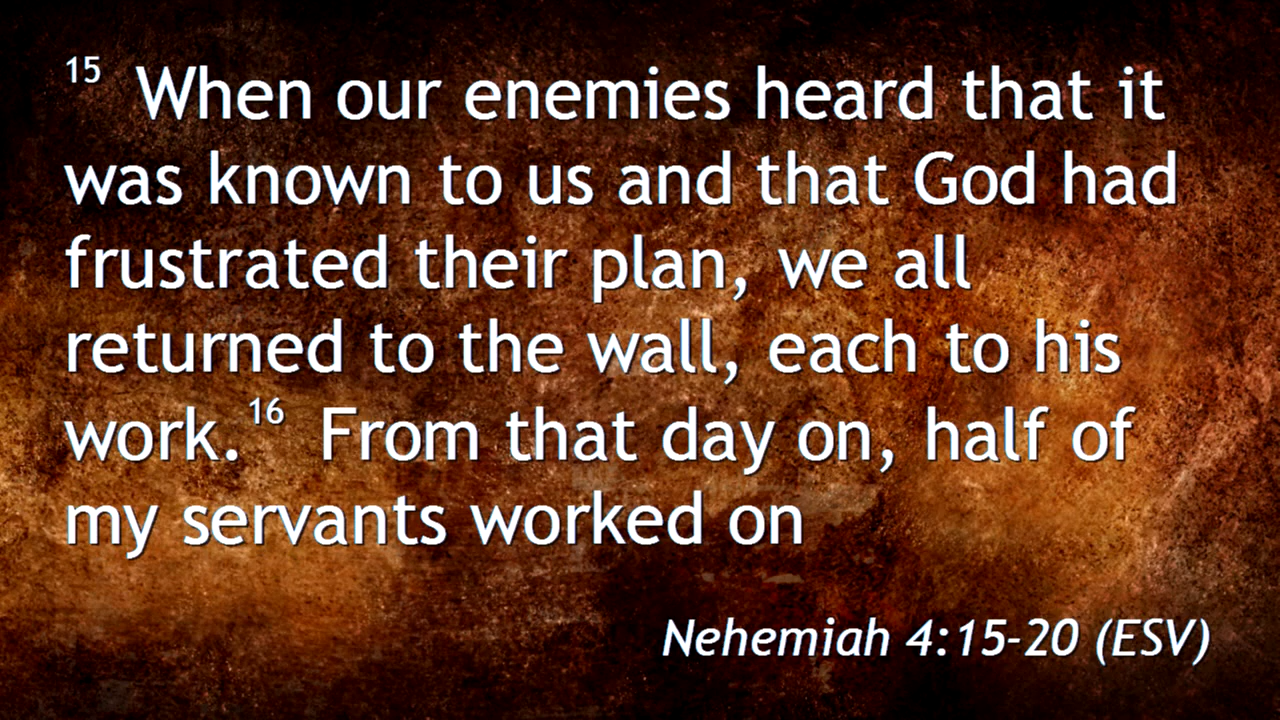 15 When our enemies heard that it
was known to us and that God had
frustrated their plan, we all
returned to the wall, each to his
work. 16 From that day on, half of
my servants worked on
Nehemiah 4:15-20 (ESV)